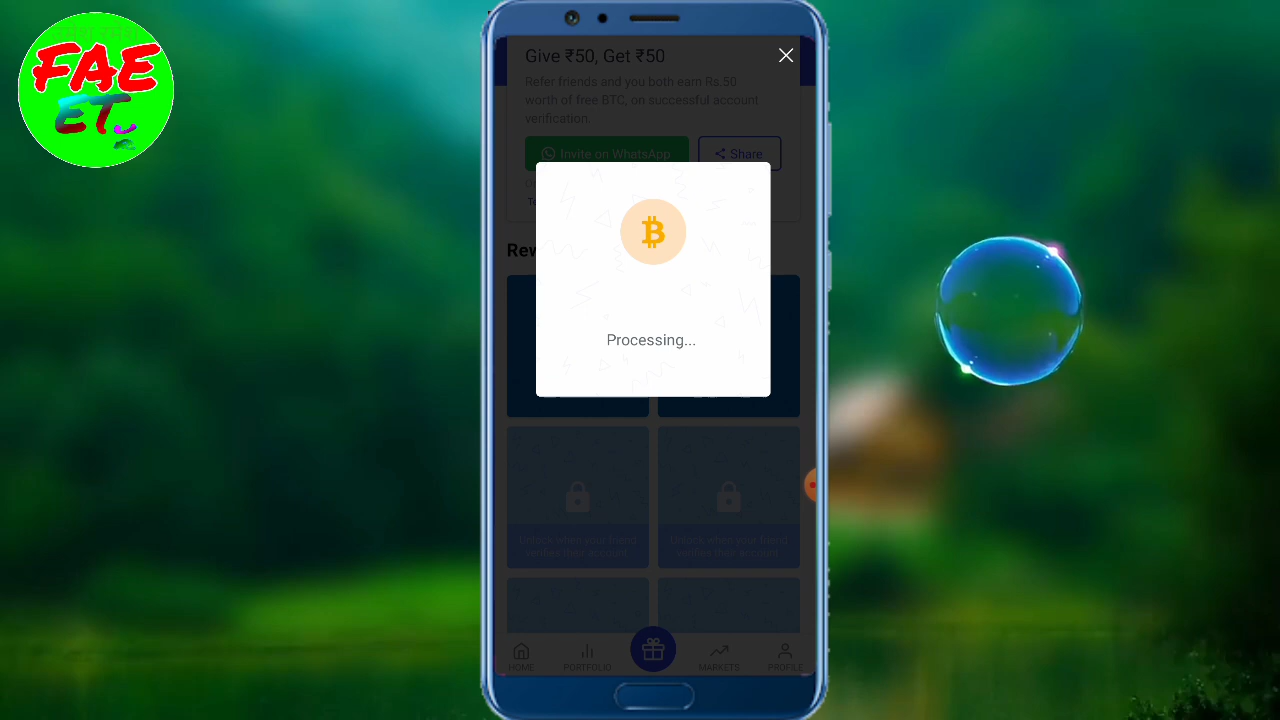 FAE
ET
Give ₹50, Get ₹50
Refer friends and you both earn Rs.50
worth of free BTC, on successful account
verification
Invite on WhatsApp
Share
Rew
Processing...
Unlock when your friend
verifies their account
Unlock when your friend
verifies their account
HOME
PORTFOLIO
MARKETS
PROFILE